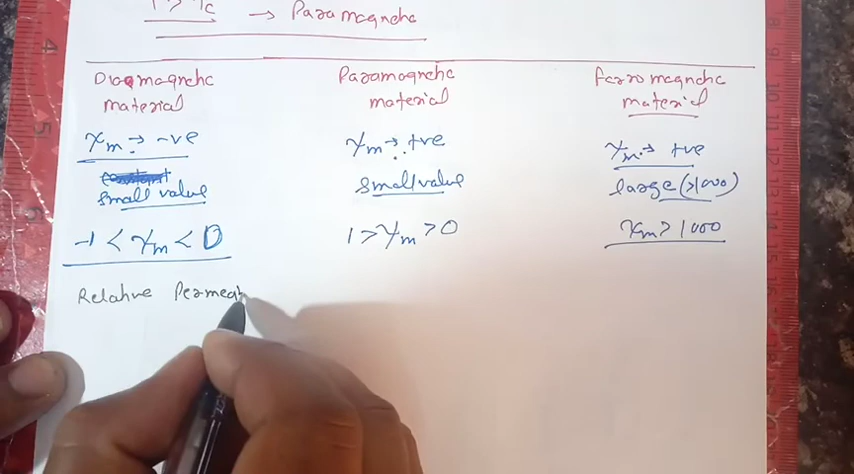 T > Tc → Paramagnetic
Diamagnetic material
Paramagnetic material
Ferromagnetic material
χm → -ve
χm → +ve
χm → +ve
small value
small value
large (>1000)
-1 < χm < 0
1 > χm > 0
χm > 1000
Relative Permeab